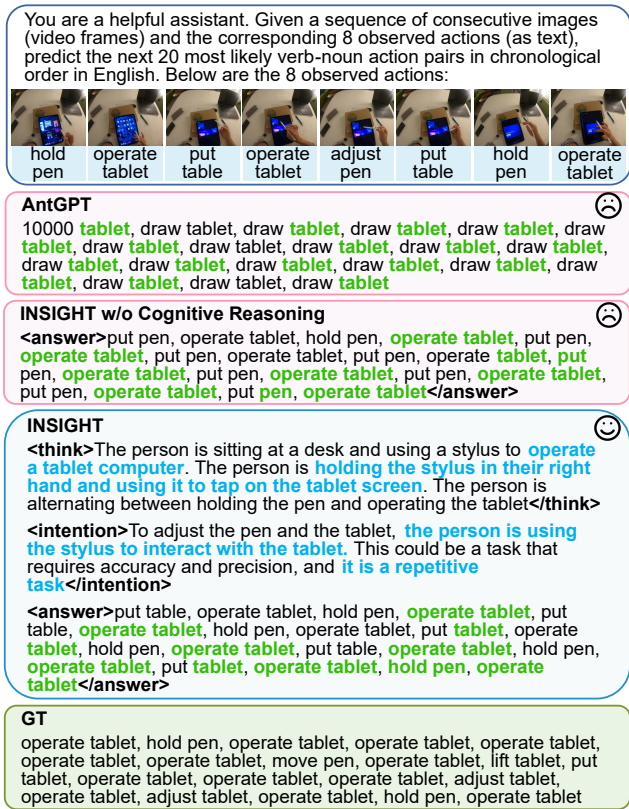 You are a helpful assistant. Given a sequence of consecutive images
(video frames) and the corresponding 8 observed actions (as text),
predict the next 20 most likely verb-noun action pairs in chronological
order in English. Below are the 8 observed actions:
hold pen
operate tablet
put table
operate tablet
adjust pen
put table
hold pen
operate tablet
AntGPT
10000 tablet, draw tablet, draw tablet, draw tablet, draw tablet, draw
tablet, draw tablet, draw tablet, draw tablet, draw tablet, draw tablet,
draw tablet, draw tablet, draw tablet, draw tablet, draw tablet, draw
tablet, draw tablet, draw tablet, draw tablet
INSIGHT w/o Cognitive Reasoning
<answer>put pen, operate tablet, hold pen, operate tablet, put pen,
operate tablet, put pen, operate tablet, put pen, operate tablet, put
pen, operate tablet, put pen, operate tablet, put pen, operate tablet,
put pen, operate tablet, put pen, operate tablet</answer>
INSIGHT
<think>The person is sitting at a desk and using a stylus to operate
a tablet computer. The person is holding the stylus in their right
hand and using it to tap on the tablet screen. The person is
alternating between holding the pen and operating the tablet</think>
<intention>To adjust the pen and the tablet, the person is using
the stylus to interact with the tablet. This could be a task that
requires accuracy and precision, and it is a repetitive
task</intention>
<answer>put table, operate tablet, hold pen, operate tablet, put
table, operate tablet, hold pen, operate tablet, put tablet, operate
tablet, hold pen, operate tablet, put table, operate tablet, hold pen,
operate tablet, put tablet, operate tablet, hold pen, operate
tablet</answer>
GT
operate tablet, hold pen, operate tablet, operate tablet, operate tablet,
operate tablet, operate tablet, move pen, operate tablet, lift tablet, put
tablet, operate tablet, operate tablet, operate tablet, adjust tablet,
operate tablet, adjust tablet, operate tablet, hold pen, operate tablet